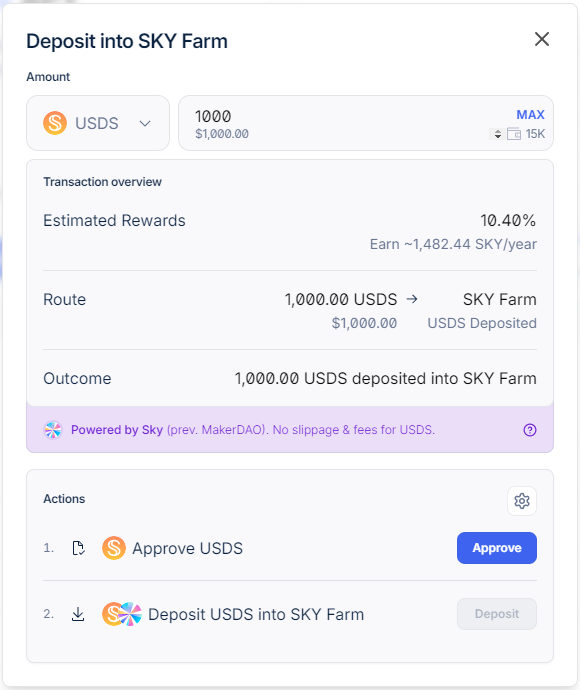 Deposit into SKY Farm
Amount
USDS
1000
MAX
$1,000.00
15K
Transaction overview
Estimated Rewards
10.40%
Earn ~1,482.44 SKY/year
Route
1,000.00 USDS → SKY Farm
$1,000.00
USDS Deposited
Outcome
1,000.00 USDS deposited into SKY Farm
Powered by Sky (prev. MakerDAO). No slippage & fees for USDS.
Actions
1. Approve USDS
Approve
2. Deposit USDS into SKY Farm
Deposit